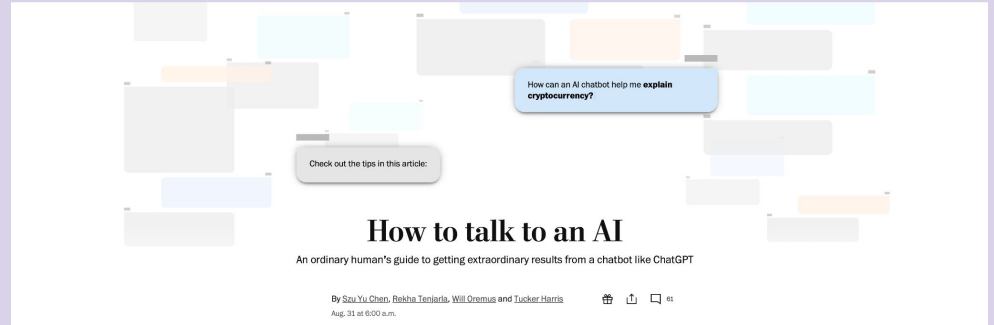 How can an AI chatbot help me explain
cryptocurrency?
Check out the tips in this article:
How to talk to an AI
An ordinary human's guide to getting extraordinary results from a chatbot like ChatGPT
By Szu Yu Chen, Rekha Tenjarla, Will Oremus and Tucker Harris
61
Aug. 31 at 6:00 a.m.